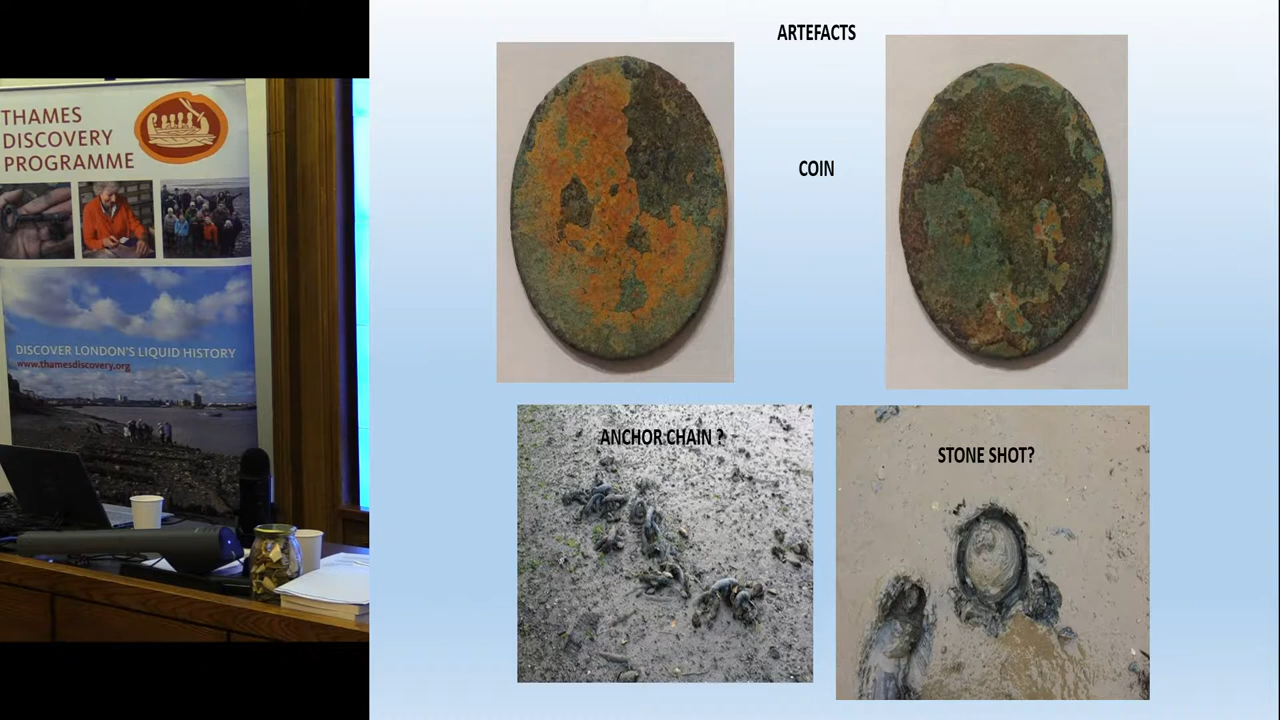 THAMES
DISCOVERY
PROGRAMME
DISCOVER LONDON'S LIQUID HISTORY
www.thamesdiscovery.org
ARTEFACTS
COIN
ANCHOR CHAIN ?
STONE SHOT?